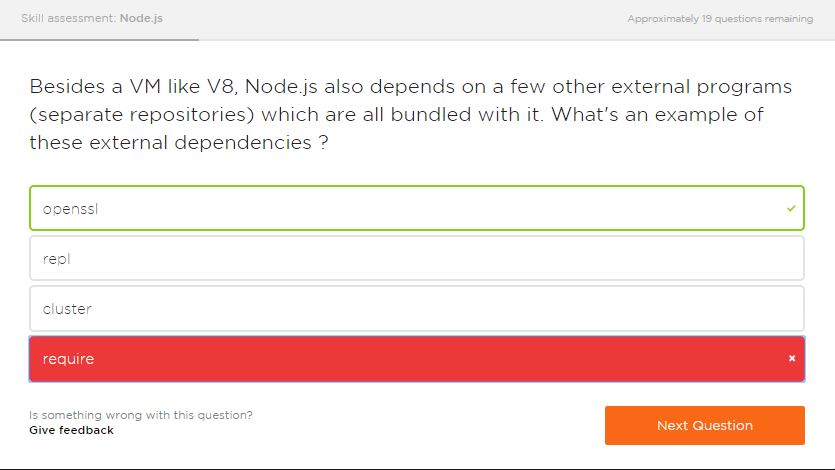 Skill assessment: Node.js
Approximately 19 questions remaining
Besides a VM like V8, Node.js also depends on a few other external programs
(separate repositories) which are all bundled with it. What's an example of
these external dependencies ?
openssl
repl
cluster
require
Is something wrong with this question?
Give feedback
Next Question